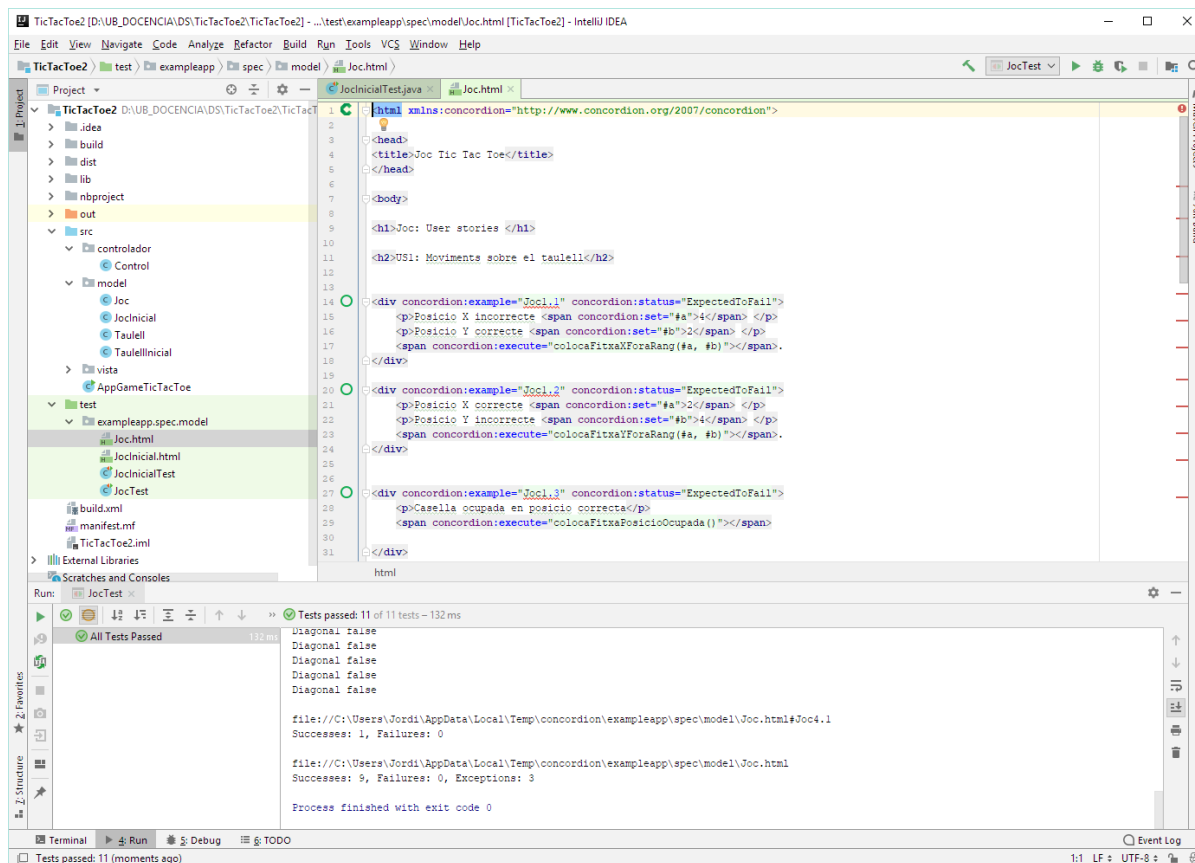 TicTacToe2 [D:\UB_DOCENCIA\DS\TicTacToe2\TicTacToe2] - ...\test\exampleapp\spec\model\Joc.html [TicTacToe2] - IntelliJ IDEA
File Edit View Navigate Code Analyze Refactor Build Run Tools VCS Window Help
TicTacToe2 test exampleapp spec model Joc.html JocTest
1: Project
Project
JocInicialTest.java
Joc.html
TicTacToe2 D:\UB_DOCENCIA\DS\TicTacToe2\TicTacT
.idea
build
dist
lib
nbproject
out
src
controlador
Control
model
Joc
JocInicial
Taulell
TaulellInicial
vista
AppGameTicTacToe
test
exampleapp.spec.model
Joc.html
JocInicial.html
JocInicialTest
JocTest
build.xml
manifest.mf
TicTacToe2.iml
External Libraries
Scratches and Consoles
1 <html xmlns:concordion="http://www.concordion.org/2007/concordion">
2
3 <head>
4 <title>Joc Tic Tac Toe</title>
5 </head>
6
7 <body>
8
9 <h1>Joc: User stories </h1>
10
11 <h2>US1: Moviments sobre el taulell</h2>
12
13
14 <div concordion:example="Joc1.1" concordion:status="ExpectedToFail">
15 <p>Posicio X incorrecte <span concordion:set="#a">4</span> </p>
16 <p>Posicio Y correcte <span concordion:set="#b">2</span> </p>
17 <span concordion:execute="colocaFitxaXForaRang(#a, #b)"></span>.
18 </div>
19
20 <div concordion:example="Joc1.2" concordion:status="ExpectedToFail">
21 <p>Posicio X correcte <span concordion:set="#a">2</span> </p>
22 <p>Posicio Y incorrecte <span concordion:set="#b">4</span> </p>
23 <span concordion:execute="colocaFitxaYForaRang(#a, #b)"></span>.
24 </div>
25
26
27 <div concordion:example="Joc1.3" concordion:status="ExpectedToFail">
28 <p>Casella ocupada en posicio correcta</p>
29 <span concordion:execute="colocaFitxaPosicioOcupada()"></span>
30
31 </div>
html
Run: JocTest
Tests passed: 11 of 11 tests – 132 ms
All Tests Passed 132 ms
Diagonal false
Diagonal false
Diagonal false
Diagonal false
Diagonal false
file://C:\Users\Jordi\AppData\Local\Temp\concordion\exampleapp\spec\model\Joc.html#Joc4.1
Successes: 1, Failures: 0
file://C:\Users\Jordi\AppData\Local\Temp\concordion\exampleapp\spec\model\Joc.html
Successes: 9, Failures: 0, Exceptions: 3
Process finished with exit code 0
2: Favorites
7: Structure
Terminal 4: Run 5: Debug 6: TODO Event Log
Tests passed: 11 (moments ago) 1:1 LF UTF-8